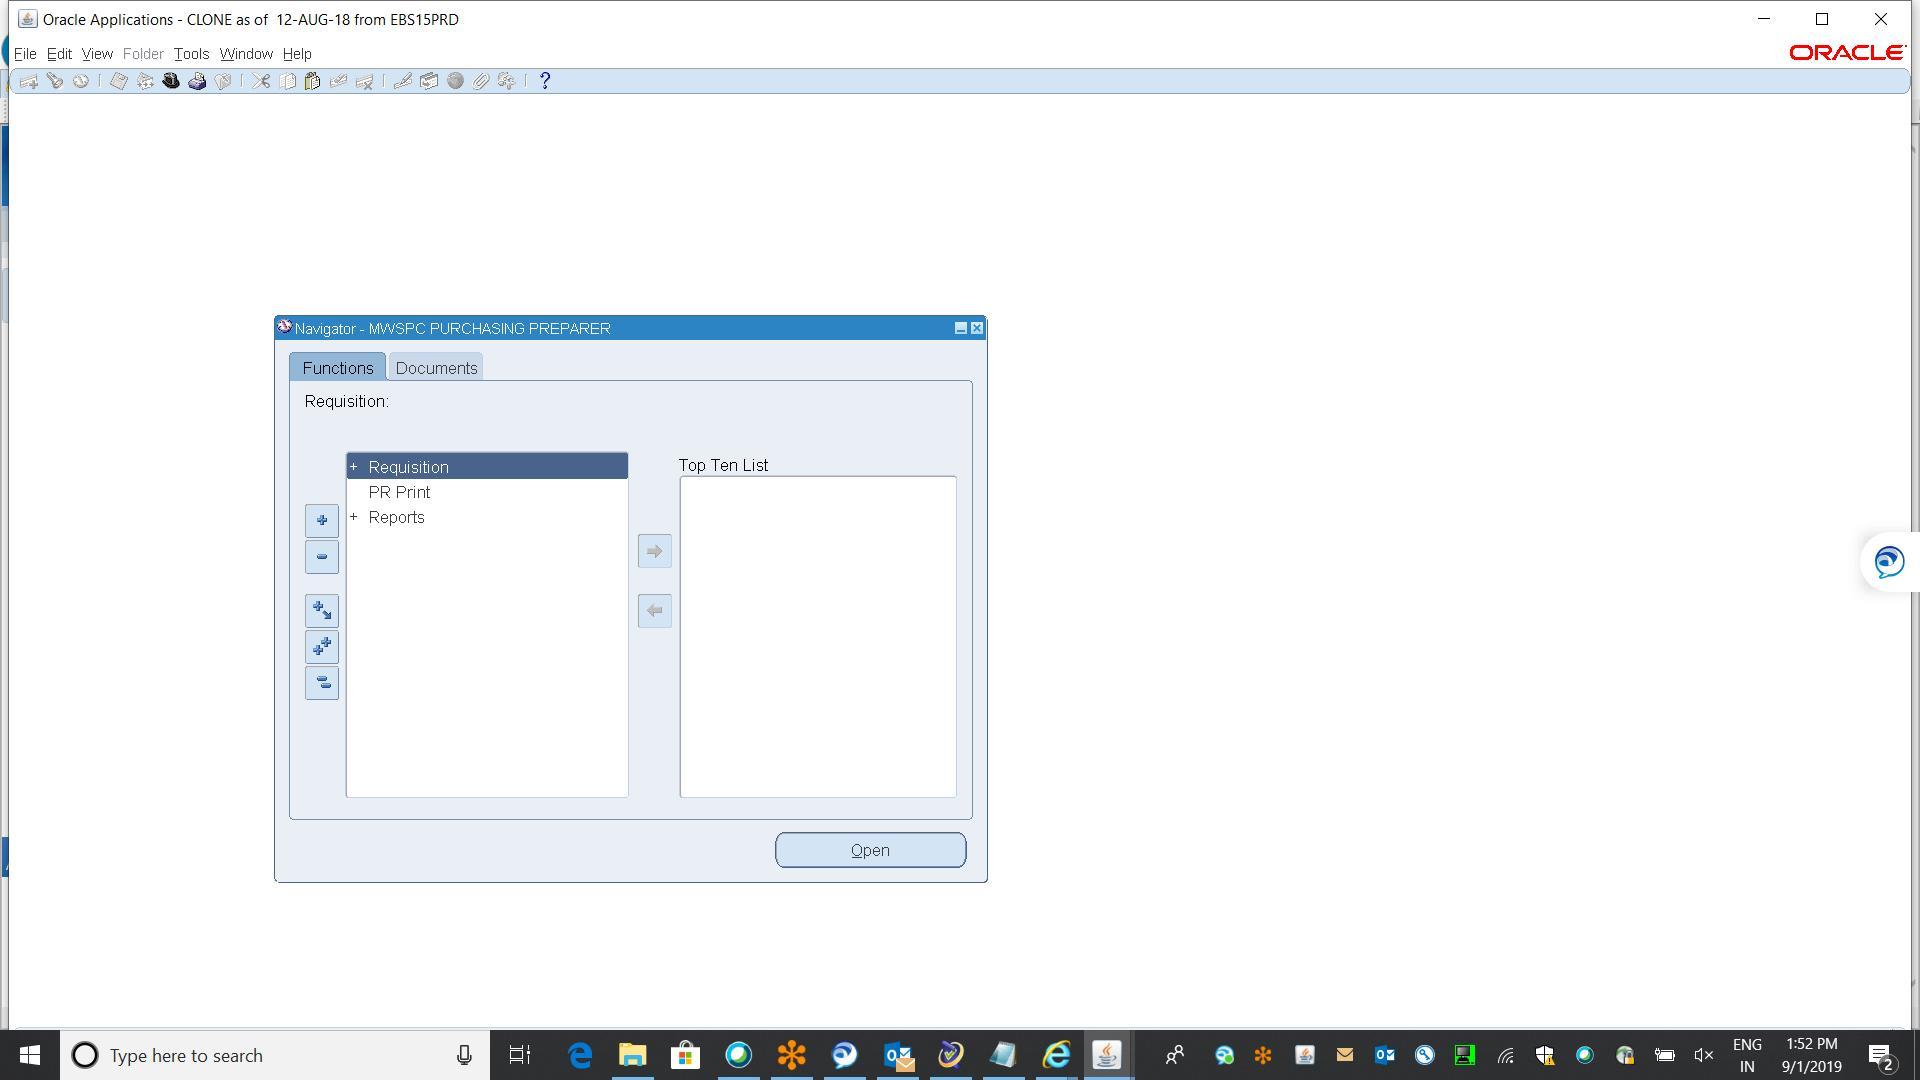 Oracle Applications - CLONE as of  12-AUG-18 from EBS15PRD
File Edit View Folder Tools Window Help
ORACLE
?
Navigator - MWSPC PURCHASING PREPARER
Functions Documents
Requisition:
+ Requisition
PR Print
+ Reports
Top Ten List
Open
Type here to search
ENG
IN
1:52 PM
9/1/2019
2